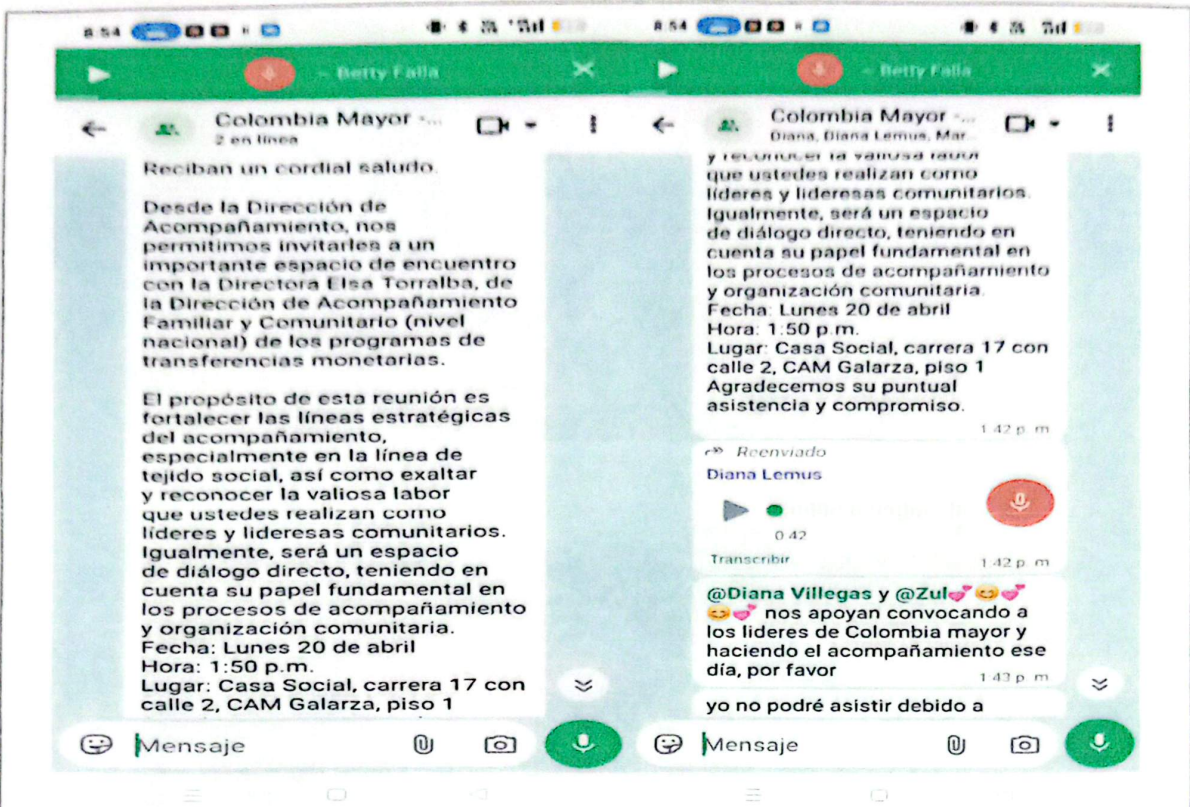 8:54
~ Betty Falla
Colombia Mayor -...
2 en línea
Reciban un cordial saludo.
Desde la Dirección de
Acompañamiento, nos
permitimos invitarles a un
importante espacio de encuentro
con la Directora Elsa Torralba, de
la Dirección de Acompañamiento
Familiar y Comunitario (nivel
nacional) de los programas de
transferencias monetarias.
El propósito de esta reunión es
fortalecer las líneas estratégicas
del acompañamiento,
especialmente en la línea de
tejido social, así como exaltar
y reconocer la valiosa labor
que ustedes realizan como
líderes y lideresas comunitarios.
Igualmente, será un espacio
de diálogo directo, teniendo en
cuenta su papel fundamental en
los procesos de acompañamiento
y organización comunitaria.
Fecha: Lunes 20 de abril
Hora: 1:50 p.m.
Lugar: Casa Social, carrera 17 con
calle 2, CAM Galarza, piso 1
Mensaje
8:54
~ Betty Falla
Colombia Mayor -...
Diana, Diana Lemus, Mar...
y reconocer la valiosa labor
que ustedes realizan como
líderes y lideresas comunitarios.
Igualmente, será un espacio
de diálogo directo, teniendo en
cuenta su papel fundamental en
los procesos de acompañamiento
y organización comunitaria.
Fecha: Lunes 20 de abril
Hora: 1:50 p.m.
Lugar: Casa Social, carrera 17 con
calle 2, CAM Galarza, piso 1
Agradecemos su puntual
asistencia y compromiso.
1:42 p. m.
Reenviado
Diana Lemus
0:42
Transcribir
1:42 p. m.
@Diana Villegas y @Zul💕😊💕
😊💕 nos apoyan convocando a
los lideres de Colombia mayor y
haciendo el acompañamiento ese
día, por favor
1:43 p. m.
yo no podré asistir debido a
Mensaje